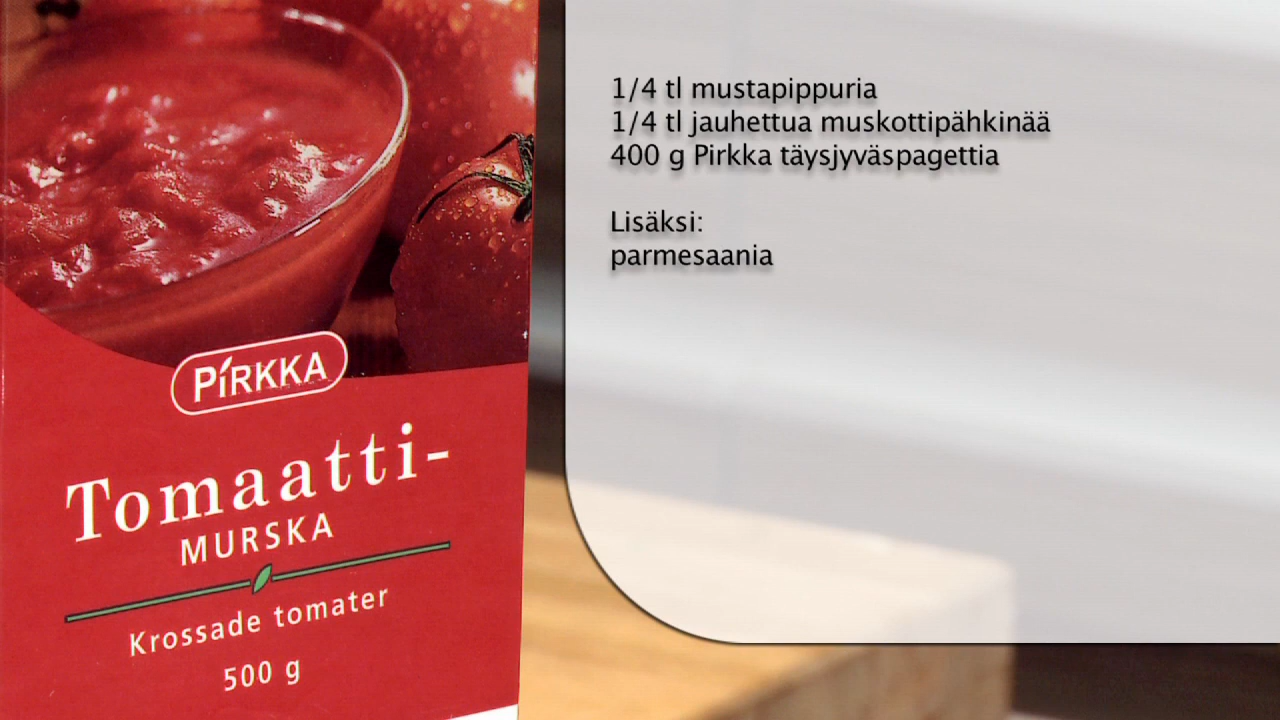 PIRKKA
Tomaatti-
MURSKA
Krossade tomater
500 g
1/4 tl mustapippuria
1/4 tl jauhettua muskottipähkinää
400 g Pirkka täysjyväspagettia
Lisäksi:
parmesaania